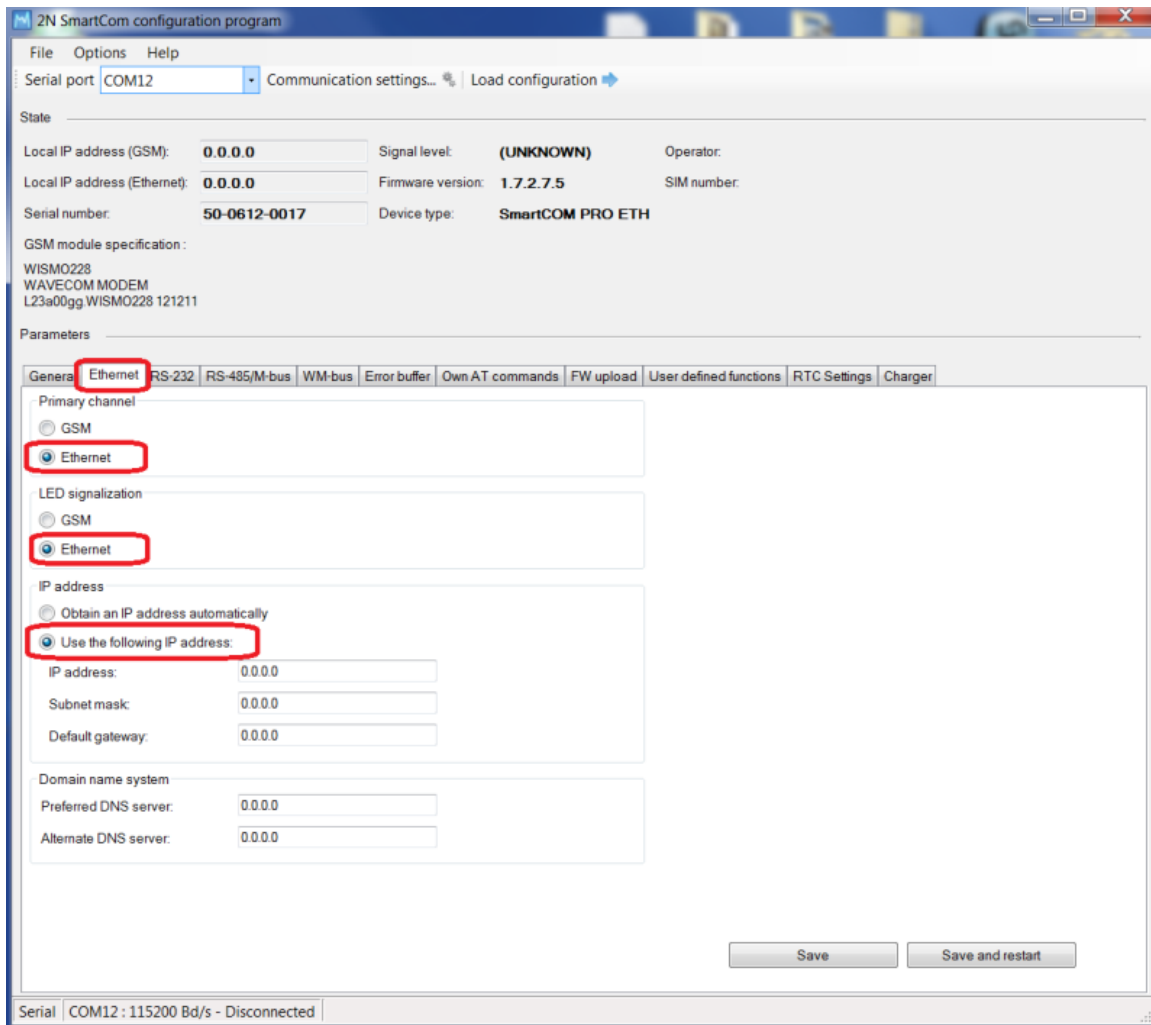 2N SmartCom configuration program
File Options Help
Serial port COM12 Communication settings... Load configuration
State
Local IP address (GSM): 0.0.0.0 Signal level: (UNKNOWN) Operator:
Local IP address (Ethernet): 0.0.0.0 Firmware version: 1.7.2.7.5 SIM number:
Serial number: 50-0612-0017 Device type: SmartCOM PRO ETH
GSM module specification :
WISMO228
WAVECOM MODEM
L23a00gg.WISMO228 121211
Parameters
General Ethernet RS-232 RS-485/M-bus WM-bus Error buffer Own AT commands FW upload User defined functions RTC Settings Charger
Primary channel
GSM
Ethernet
LED signalization
GSM
Ethernet
IP address
Obtain an IP address automatically
Use the following IP address:
IP address: 0.0.0.0
Subnet mask: 0.0.0.0
Default gateway: 0.0.0.0
Domain name system
Preferred DNS server: 0.0.0.0
Alternate DNS server: 0.0.0.0
Save Save and restart
Serial COM12 : 115200 Bd/s - Disconnected